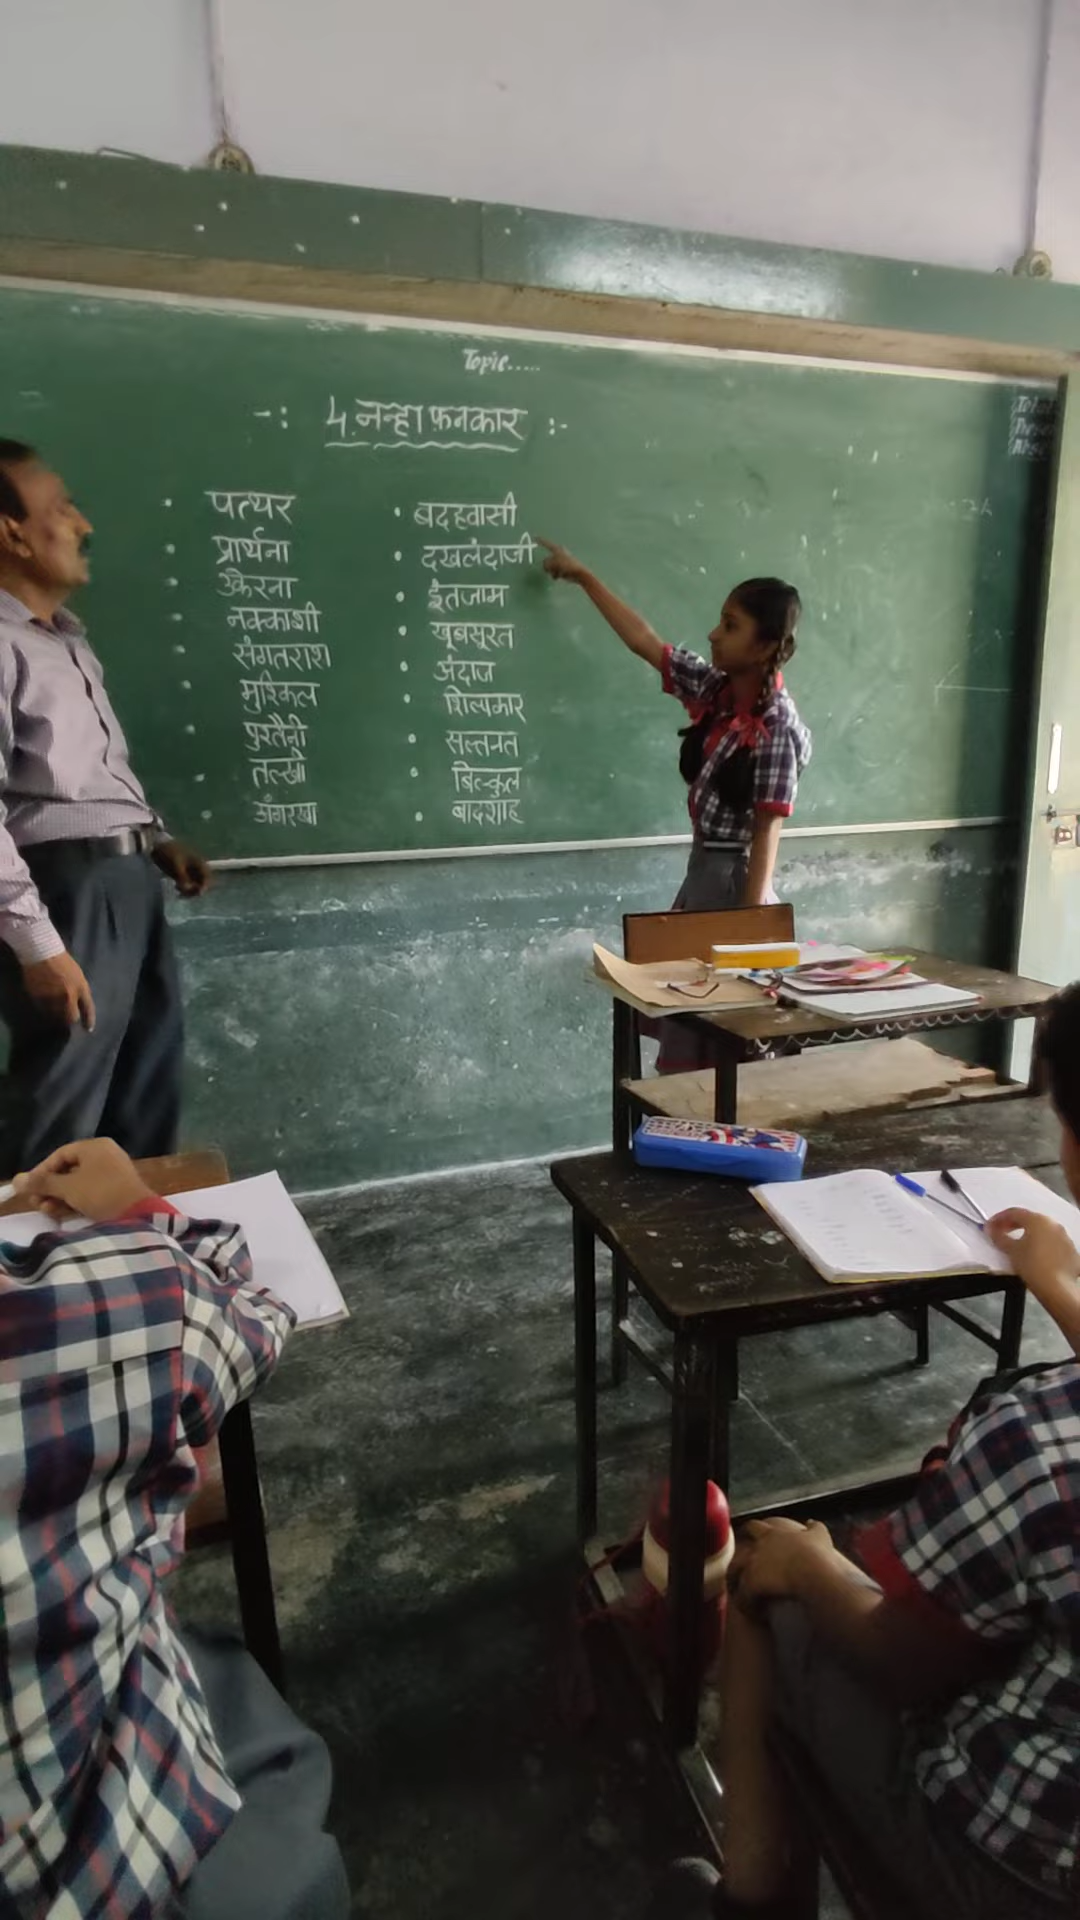 Topic.....
-: 4. नन्हा फ़नकार :-
• पत्थर
• प्रार्थना
• उकेरना
• नक्काशी
• संगतराश
• मुश्किल
• पुश्तैनी
• तल्खी
• अँगरखा
• बदहवासी
• दखलंदाजी
• इंतजाम
• खूबसूरत
• अंदाज
• शिल्पकार
• सल्तनत
• बिल्कुल
• बादशाह